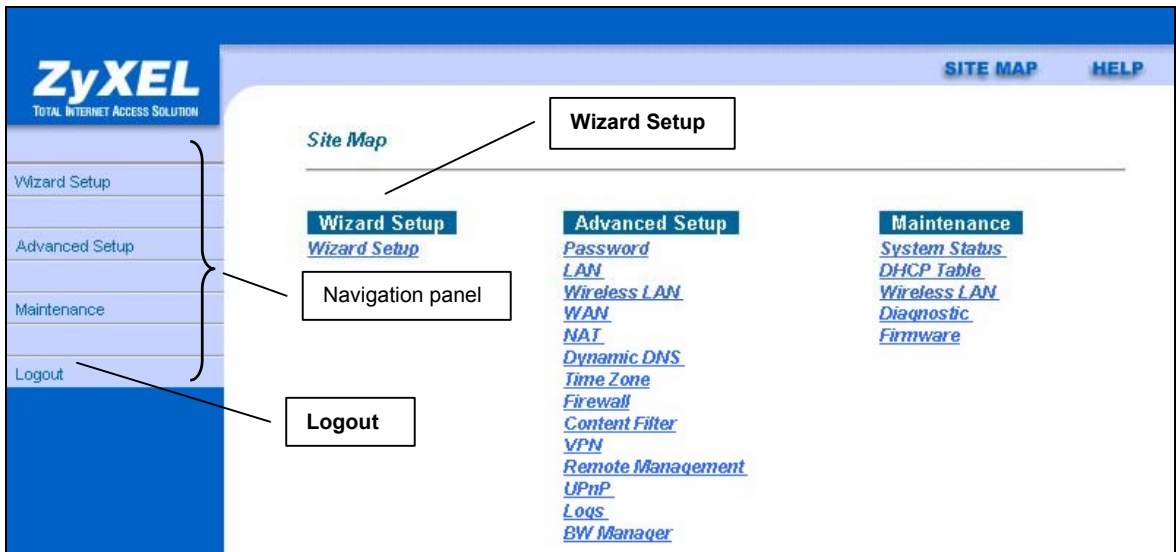 ZyXEL
TOTAL INTERNET ACCESS SOLUTION
SITE MAP HELP
Wizard Setup
Advanced Setup
Maintenance
Logout
Navigation panel
Logout
Wizard Setup
Site Map
Wizard Setup
Wizard Setup
Advanced Setup
Password
LAN
Wireless LAN
WAN
NAT
Dynamic DNS
Time Zone
Firewall
Content Filter
VPN
Remote Management
UPnP
Logs
BW Manager
Maintenance
System Status
DHCP Table
Wireless LAN
Diagnostic
Firmware